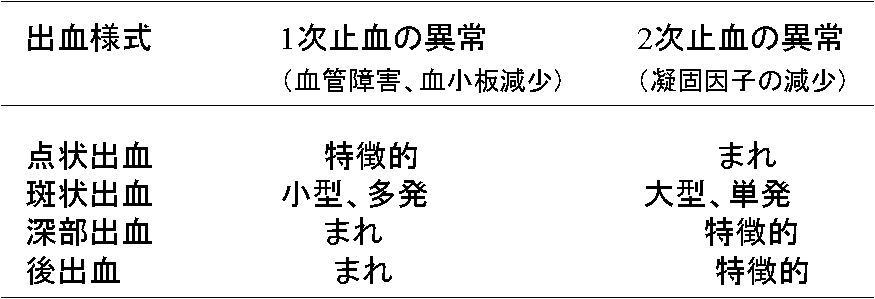 出血様式 1次止血の異常 2次止血の異常
（血管障害、血小板減少） （凝固因子の減少）
点状出血 特徴的 まれ
斑状出血 小型、多発 大型、単発
深部出血 まれ 特徴的
後出血 まれ 特徴的